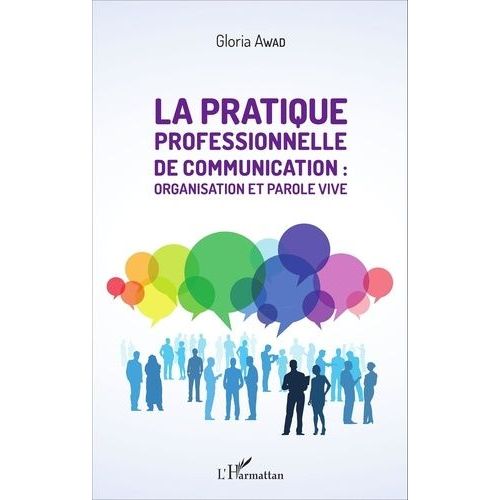 Gloria AWAD
LA PRATIQUE
PROFESSIONNELLE
DE COMMUNICATION :
ORGANISATION ET PAROLE VIVE
L'Harmattan